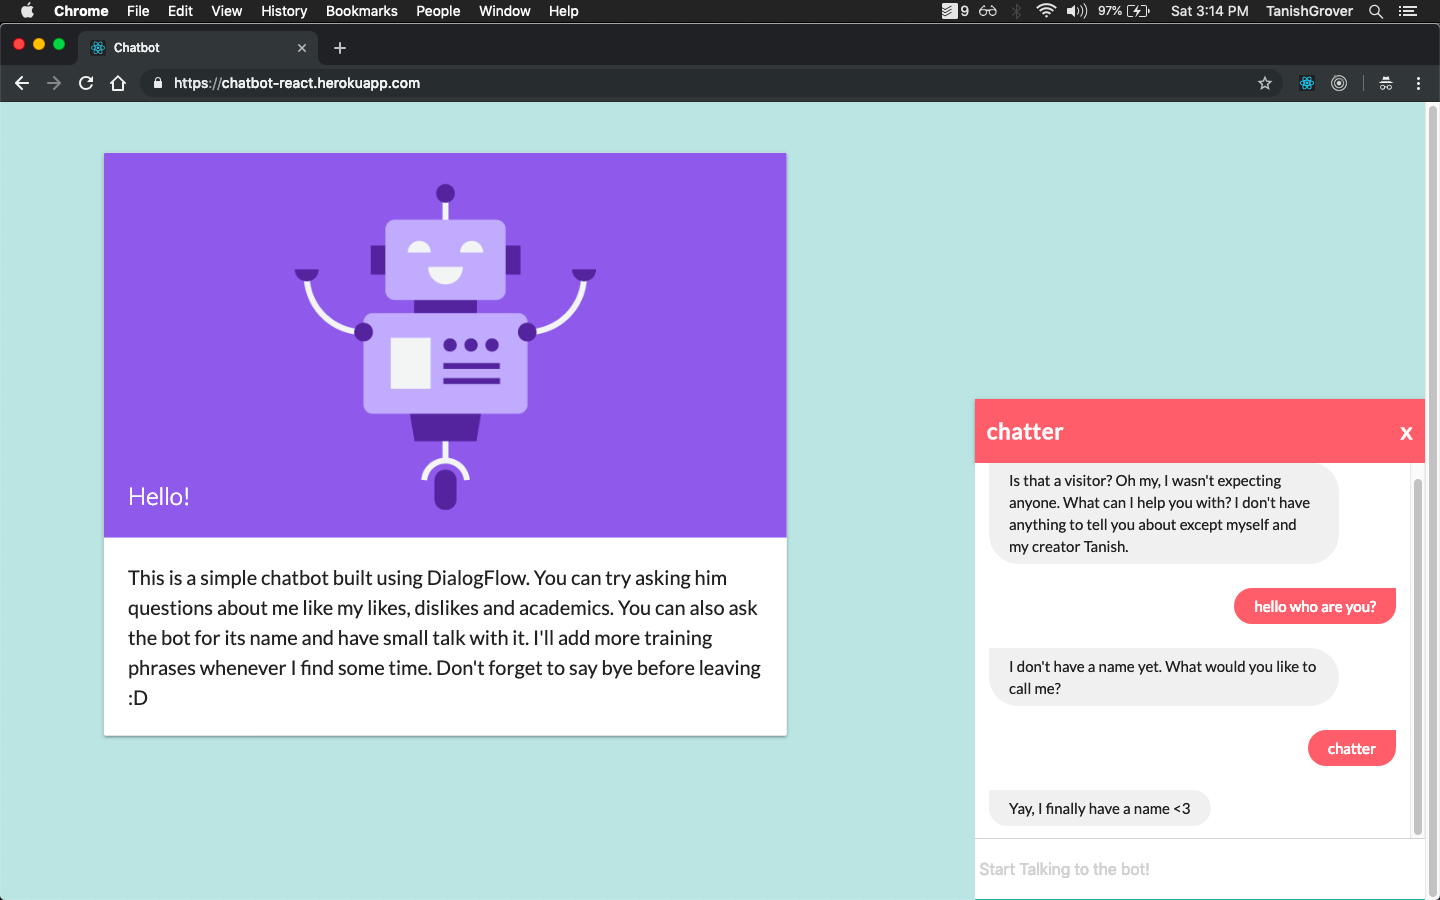 Chrome File Edit View History Bookmarks People Window Help 9 97% Sat 3:14 PM TanishGrover
Chatbot
https://chatbot-react.herokuapp.com
Hello!
This is a simple chatbot built using DialogFlow. You can try asking him
questions about me like my likes, dislikes and academics. You can also ask
the bot for its name and have small talk with it. I'll add more training
phrases whenever I find some time. Don't forget to say bye before leaving
:D
chatter x
Is that a visitor? Oh my, I wasn't expecting
anyone. What can I help you with? I don't have
anything to tell you about except myself and
my creator Tanish.
hello who are you?
I don't have a name yet. What would you like to
call me?
chatter
Yay, I finally have a name <3
Start Talking to the bot!